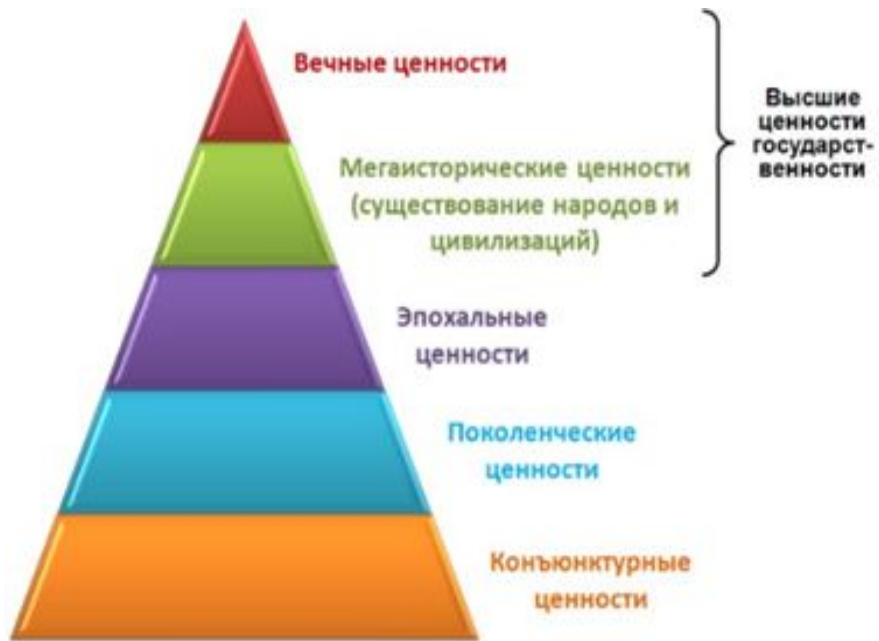 Вечные ценности
Мегаисторические ценности
(существование народов и
цивилизаций)
Высшие
ценности
государст-
венности
Эпохальные
ценности
Поколенческие
ценности
Конъюнктурные
ценности